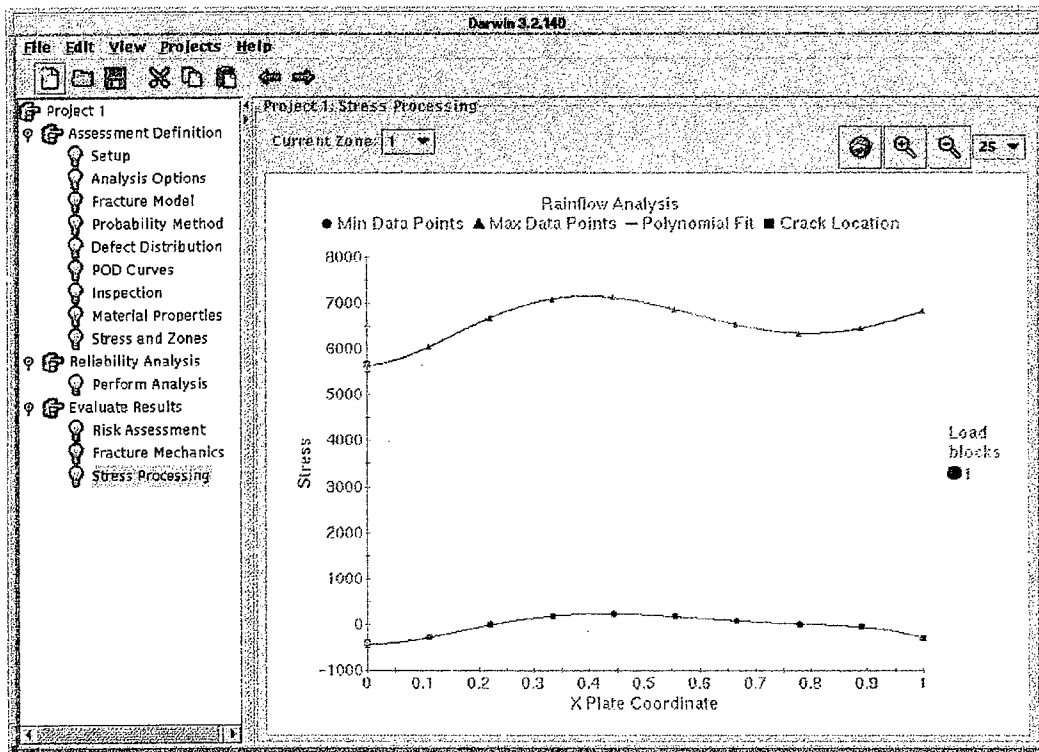 Darwin 3.2.140
File Edit View Projects Help
Project 1
Assessment Definition
Setup
Analysis Options
Fracture Model
Probability Method
Defect Distribution
POD Curves
Inspection
Material Properties
Stress and Zones
Reliability Analysis
Perform Analysis
Evaluate Results
Risk Assessment
Fracture Mechanics
Stress Processing
Project 1: Stress Processing
Current Zone: 1
25
Rainflow Analysis
Min Data Points Max Data Points Polynomial Fit Crack Location
8000
7000
6000
5000
4000
3000
2000
1000
0
-1000
Stress
0 0.1 0.2 0.3 0.4 0.5 0.6 0.7 0.8 0.9 1
X Plate Coordinate
Load
blocks
1